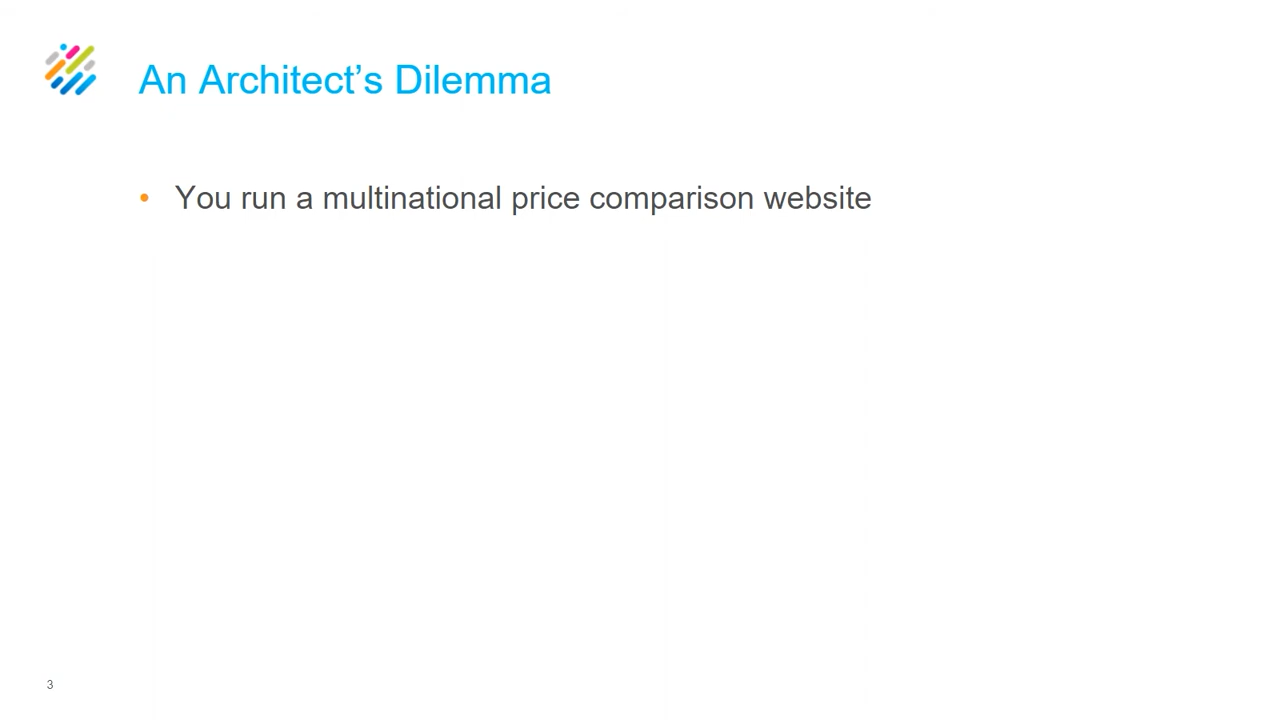 An Architect’s Dilemma
• You run a multinational price comparison website
3